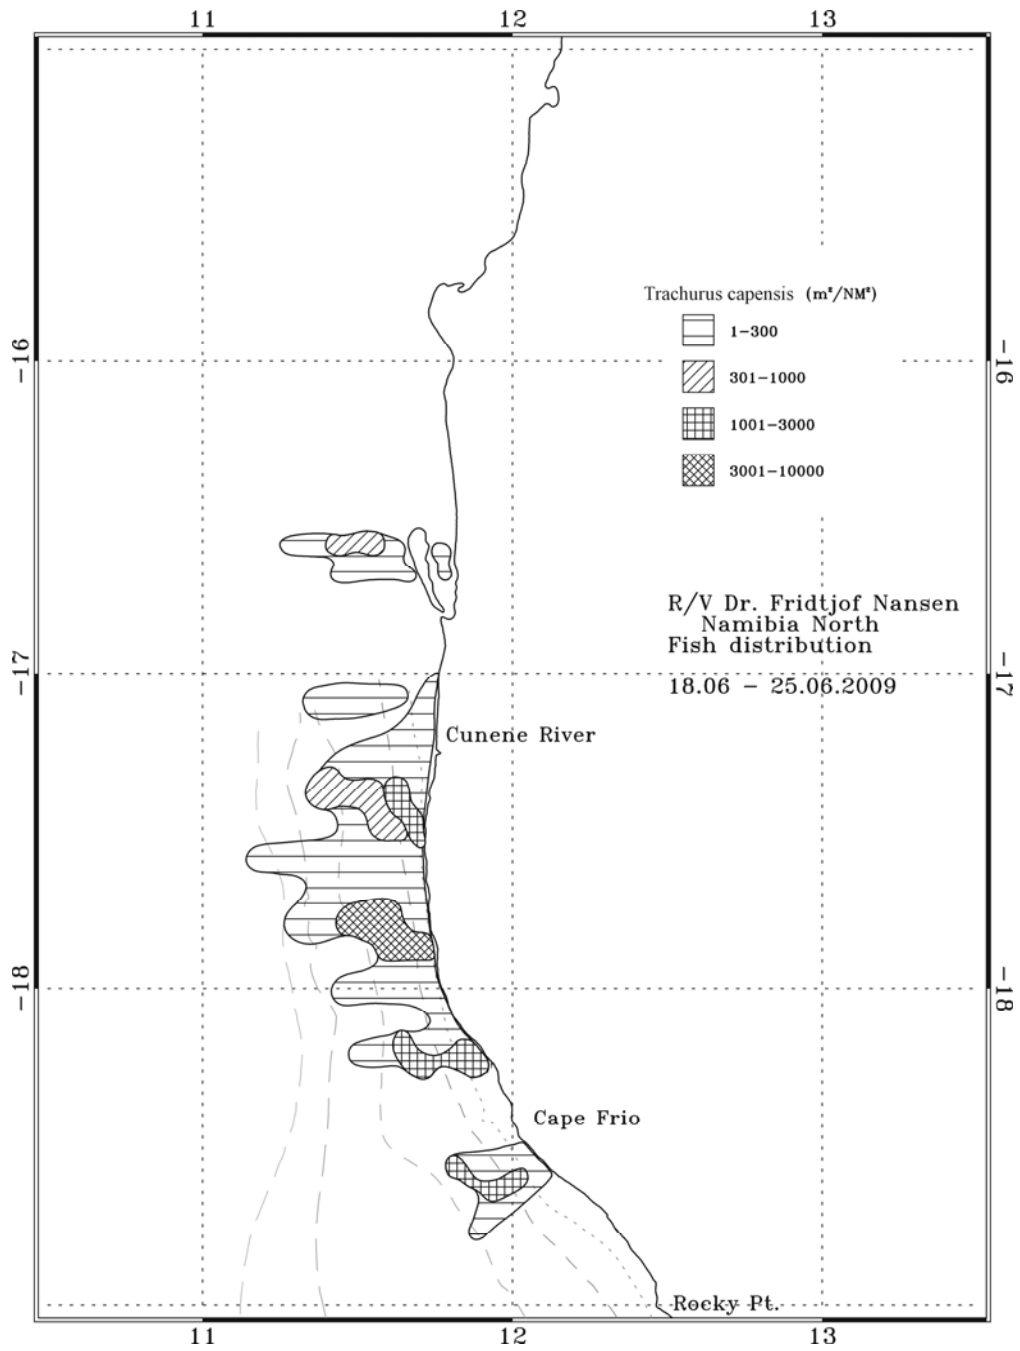 11 12 13
Trachurus capensis (m²/NM²)
1-300
-16 -16
301-1000
1001-3000
3001-10000
R/V Dr. Fridtjof Nansen
Namibia North
Fish distribution
-17 -17
18.06 - 25.06.2009
Cunene River
-18 -18
Cape Frio
Rocky Pt.
11 12 13